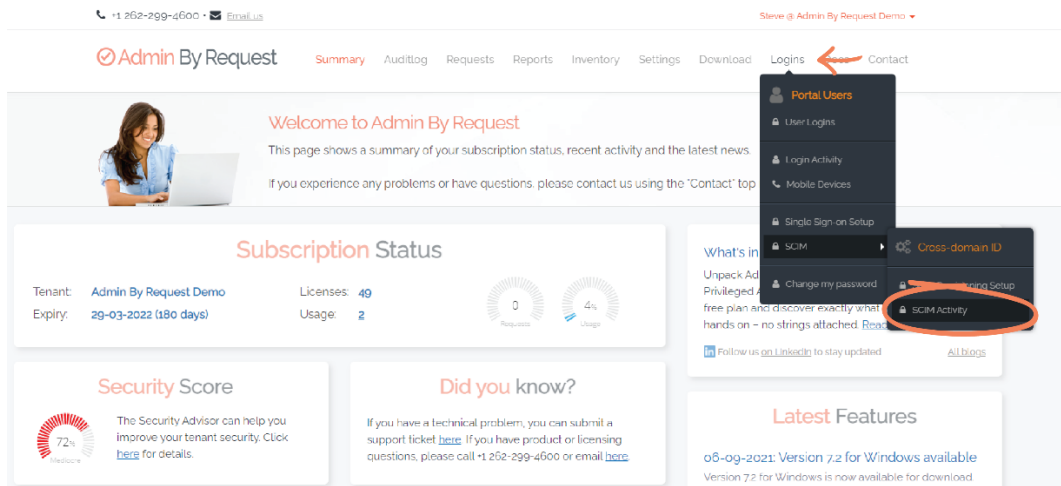 +1 262-299-4600 • Email us
Steve @ Admin By Request Demo
Admin By Request
Summary Auditlog Requests Reports Inventory Settings Download Logins Contact
Portal Users
User Logins
Login Activity
Mobile Devices
Single Sign-on Setup
SCIM
Change my password
Cross-domain ID
Setup
SCIM Activity
Welcome to Admin By Request
This page shows a summary of your subscription status, recent activity and the latest news.
If you experience any problems or have questions, please contact us using the "Contact" top
Subscription Status
Tenant: Admin By Request Demo Licenses: 49
Expiry: 29-03-2022 (180 days) Usage: 2
0
Requests
4%
Usage
What's in
Unpack Ad
Privileged A
free plan and discover exactly what
hands on – no strings attached. Read
Follow us on LinkedIn to stay updated All blogs
Security Score
72%
Mediocre
The Security Advisor can help you
improve your tenant security. Click
here for details.
Did you know?
If you have a technical problem, you can submit a
support ticket here. If you have product or licensing
questions, please call +1 262-299-4600 or email here.
Latest Features
06-09-2021: Version 7.2 for Windows available
Version 7.2 for Windows is now available for download.